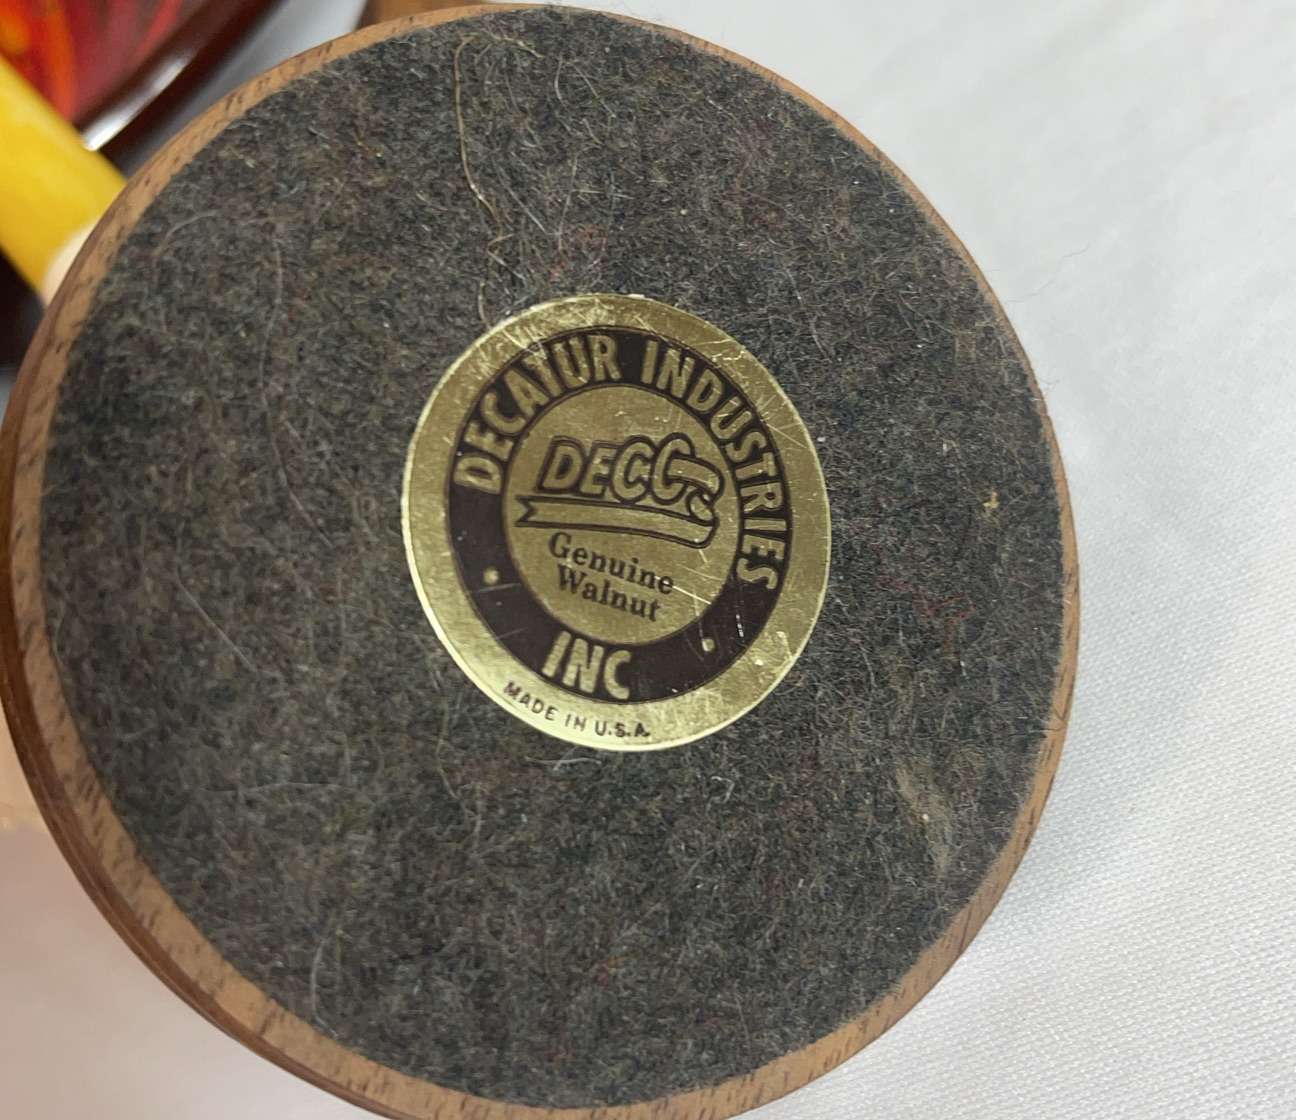 DECATUR INDUSTRIES
DECO
Genuine
Walnut
INC
MADE IN U.S.A.